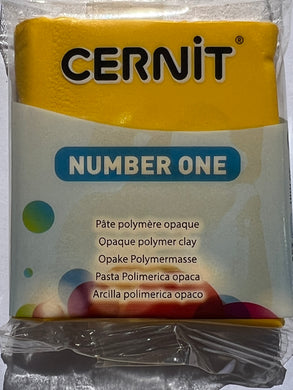 CERNIT®
NUMBER ONE
Pâte polymère opaque
Opaque polymer clay
Opake Polymermasse
Pasta Polimerica opaca
Arcilla polimerica opaco